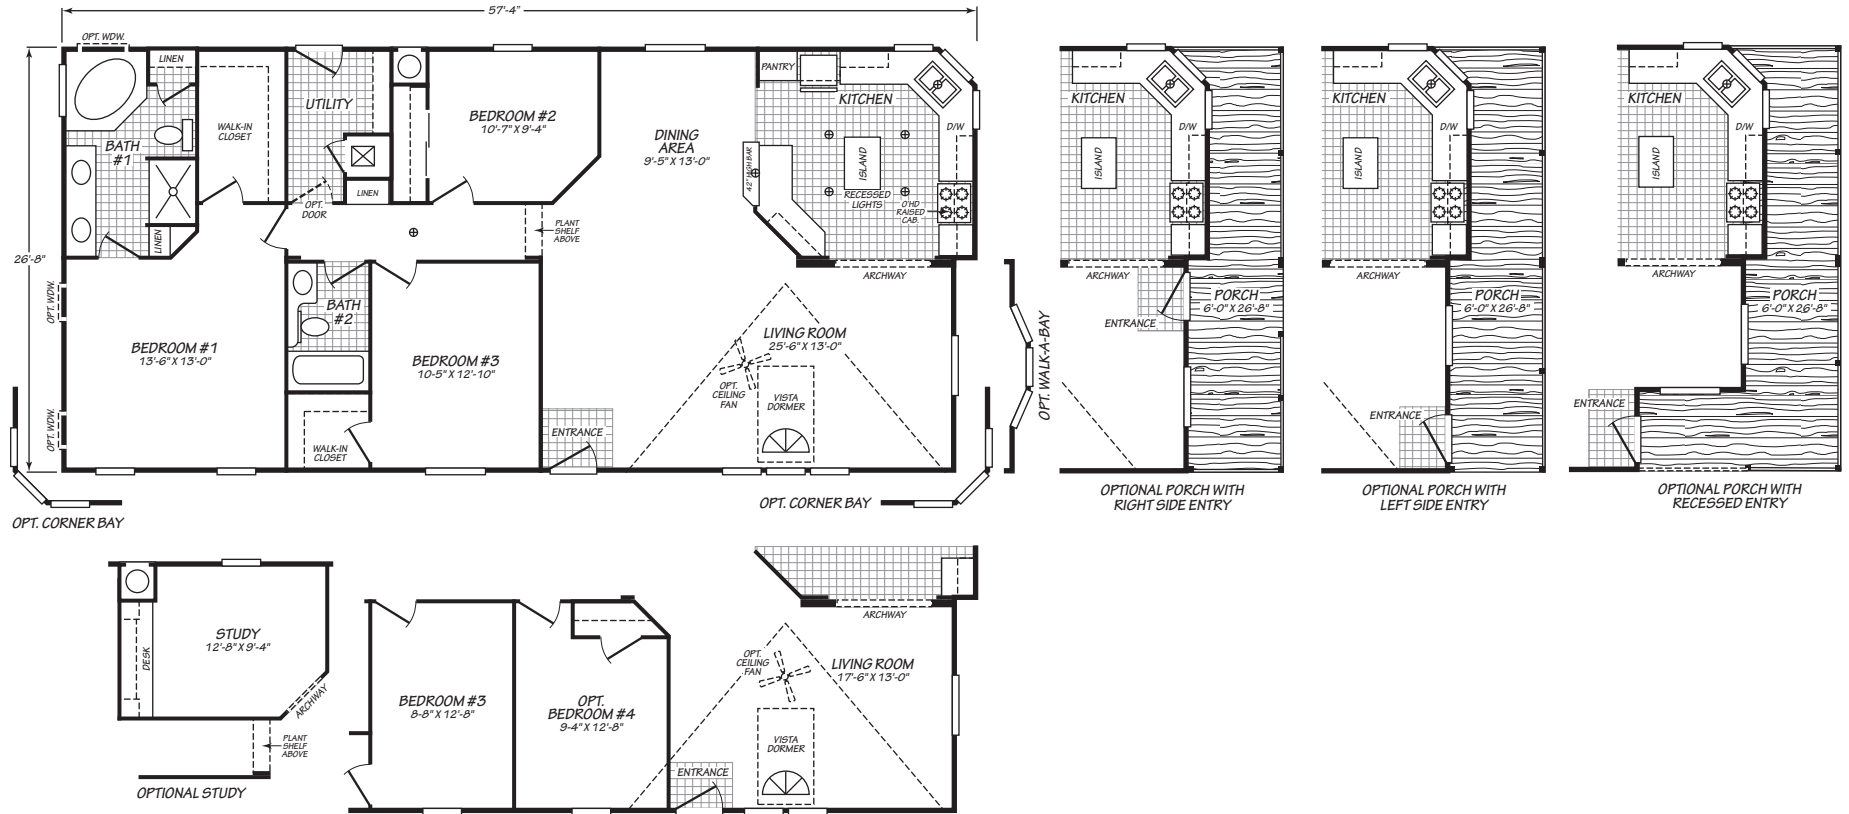 57'-4"
26'-8"
OPT. WDW.
LINEN
BATH
#1
LINEN
WALK-IN
CLOSET
UTILITY
OPT.
DOOR
LINEN
BEDROOM #2
10'-7" X 9'-4"
PLANT
SHELF
ABOVE
DINING
AREA
9'-5" X 13'-0"
PANTRY
KITCHEN
D/W
42" HIGH BAR
ISLAND
RECESSED
LIGHTS
O'HD
RAISED
CAB.
ARCHWAY
OPT. WDW.
OPT. WDW.
BEDROOM #1
13'-6" X 13'-0"
BATH
#2
WALK-IN
CLOSET
BEDROOM #3
10'-5" X 12'-10"
ENTRANCE
LIVING ROOM
25'-6" X 13'-0"
OPT.
CEILING
FAN
VISTA
DORMER
OPT. CORNER BAY
OPT. CORNER BAY
OPT. WALK-A-BAY
KITCHEN
D/W
ISLAND
ARCHWAY
ENTRANCE
PORCH
6'-0" X 26'-8"
OPTIONAL PORCH WITH
RIGHT SIDE ENTRY
KITCHEN
D/W
ISLAND
ARCHWAY
ENTRANCE
PORCH
6'-0" X 26'-8"
OPTIONAL PORCH WITH
LEFT SIDE ENTRY
KITCHEN
D/W
ISLAND
ARCHWAY
ENTRANCE
PORCH
6'-0" X 26'-8"
OPTIONAL PORCH WITH
RECESSED ENTRY
STUDY
12'-8" X 9'-4"
DESK
ARCHWAY
PLANT
SHELF
ABOVE
OPTIONAL STUDY
BEDROOM #3
8-8" X 12'-8"
OPT.
BEDROOM #4
9-4" X 12'-8"
ENTRANCE
ARCHWAY
OPT.
CEILING
FAN
LIVING ROOM
17'-6" X 13'-0"
VISTA
DORMER